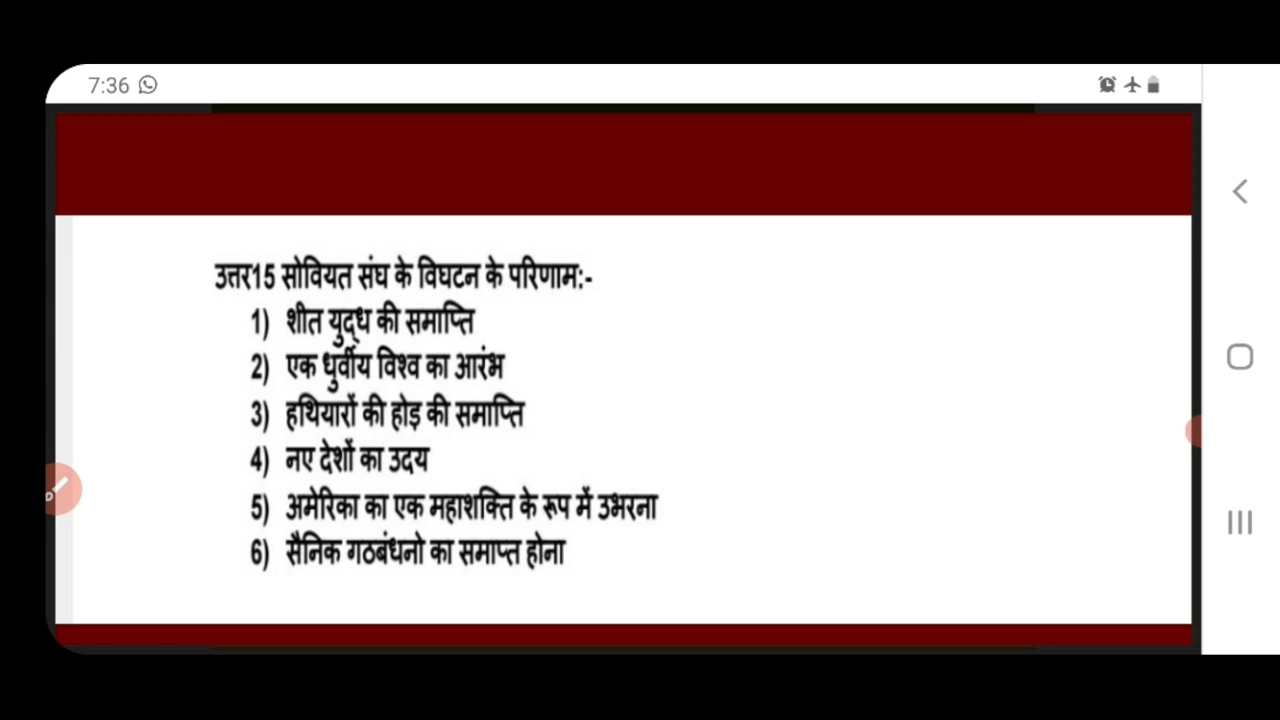 7:36
उत्तर15 सोवियत संघ के विघटन के परिणाम:-
1) शीत युद्ध की समाप्ति
2) एक धुर्वीय विश्व का आरंभ
3) हथियारों की होड़ की समाप्ति
4) नए देशों का उदय
5) अमेरिका का एक महाशक्ति के रूप में उभरना
6) सैनिक गठबंधनो का समाप्त होना